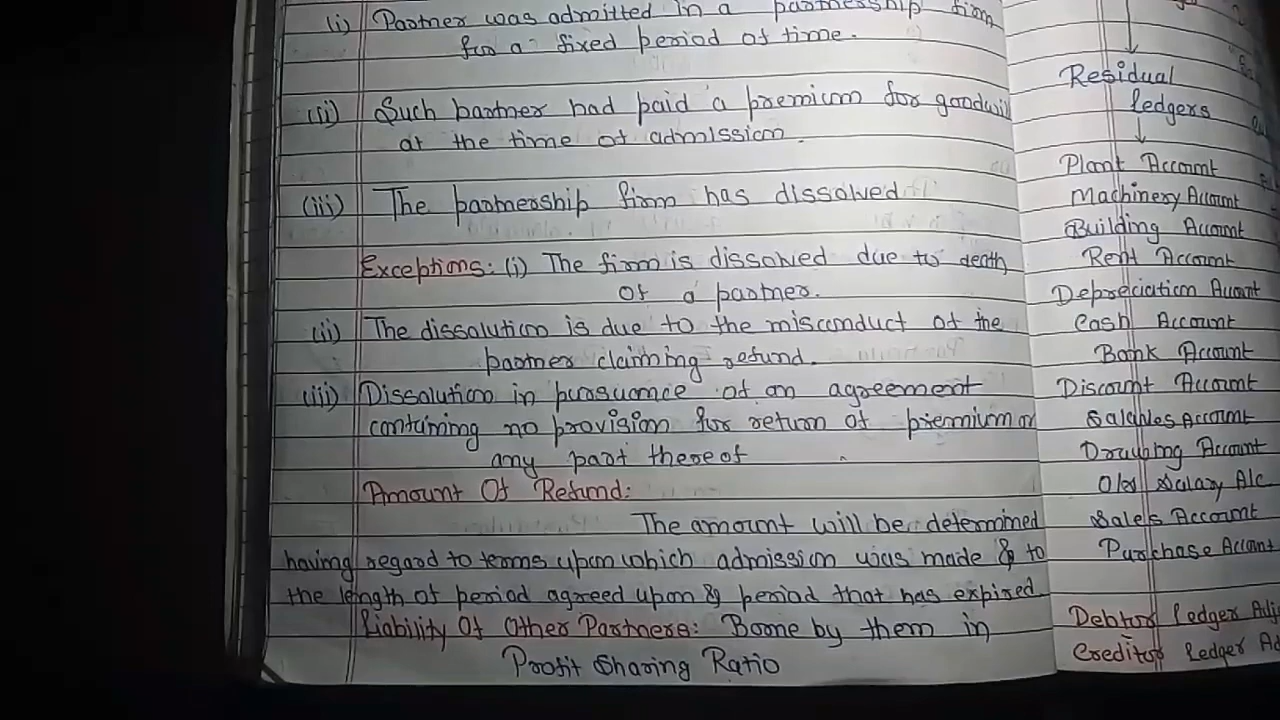 (i) Partner was admitted in a partnership firm
for a fixed period of time.
(ii) Such partner had paid a premium for goodwill
at the time of admission.
(iii) The partnership firm has dissolved
Exceptions: (i) The firm is dissolved due to death
of a partner.
(ii) The dissolution is due to the misconduct of the
partner claiming refund.
(iii) Dissolution in pursuance of an agreement
containing no provision for return of premium or
any part thereof
Amount Of Refund:
The amount will be determined
having regard to terms upon which admission was made & to
the length of period agreed upon & period that has expired.
Liability Of Other Partners: Borne by them in
Profit Sharing Ratio
Residual
ledgers
Plant Account
Machinery Account
Building Account
Rent Account
Depreciation Account
Cash Account
Bank Account
Discount Account
Account
Account
O/s Salary A/c
Sales Account
Purchase Account
Debtor Ledger
Creditor Ledger